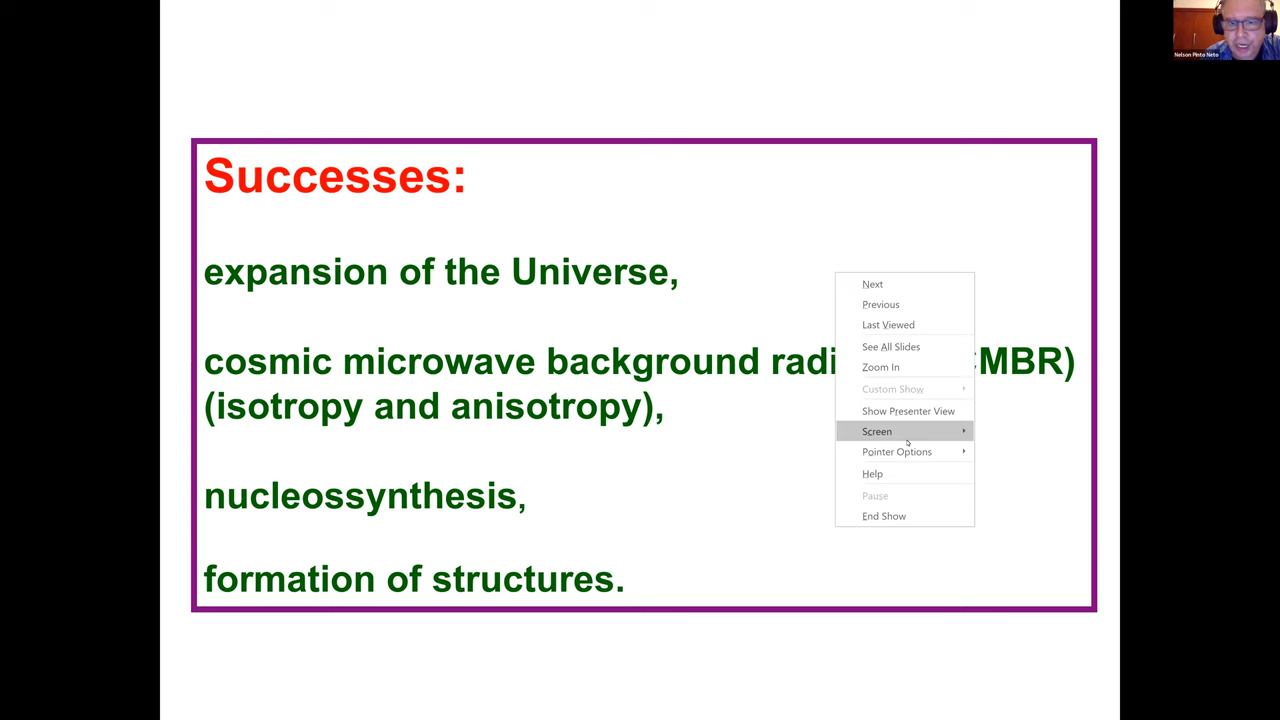 Nelson Pinto Neto
Successes:
expansion of the Universe,
cosmic microwave background radi MBR)
(isotropy and anisotropy),
nucleossynthesis,
formation of structures.
Next
Previous
Last Viewed
See All Slides
Zoom In
Custom Show
Show Presenter View
Screen
Pointer Options
Help
Pause
End Show